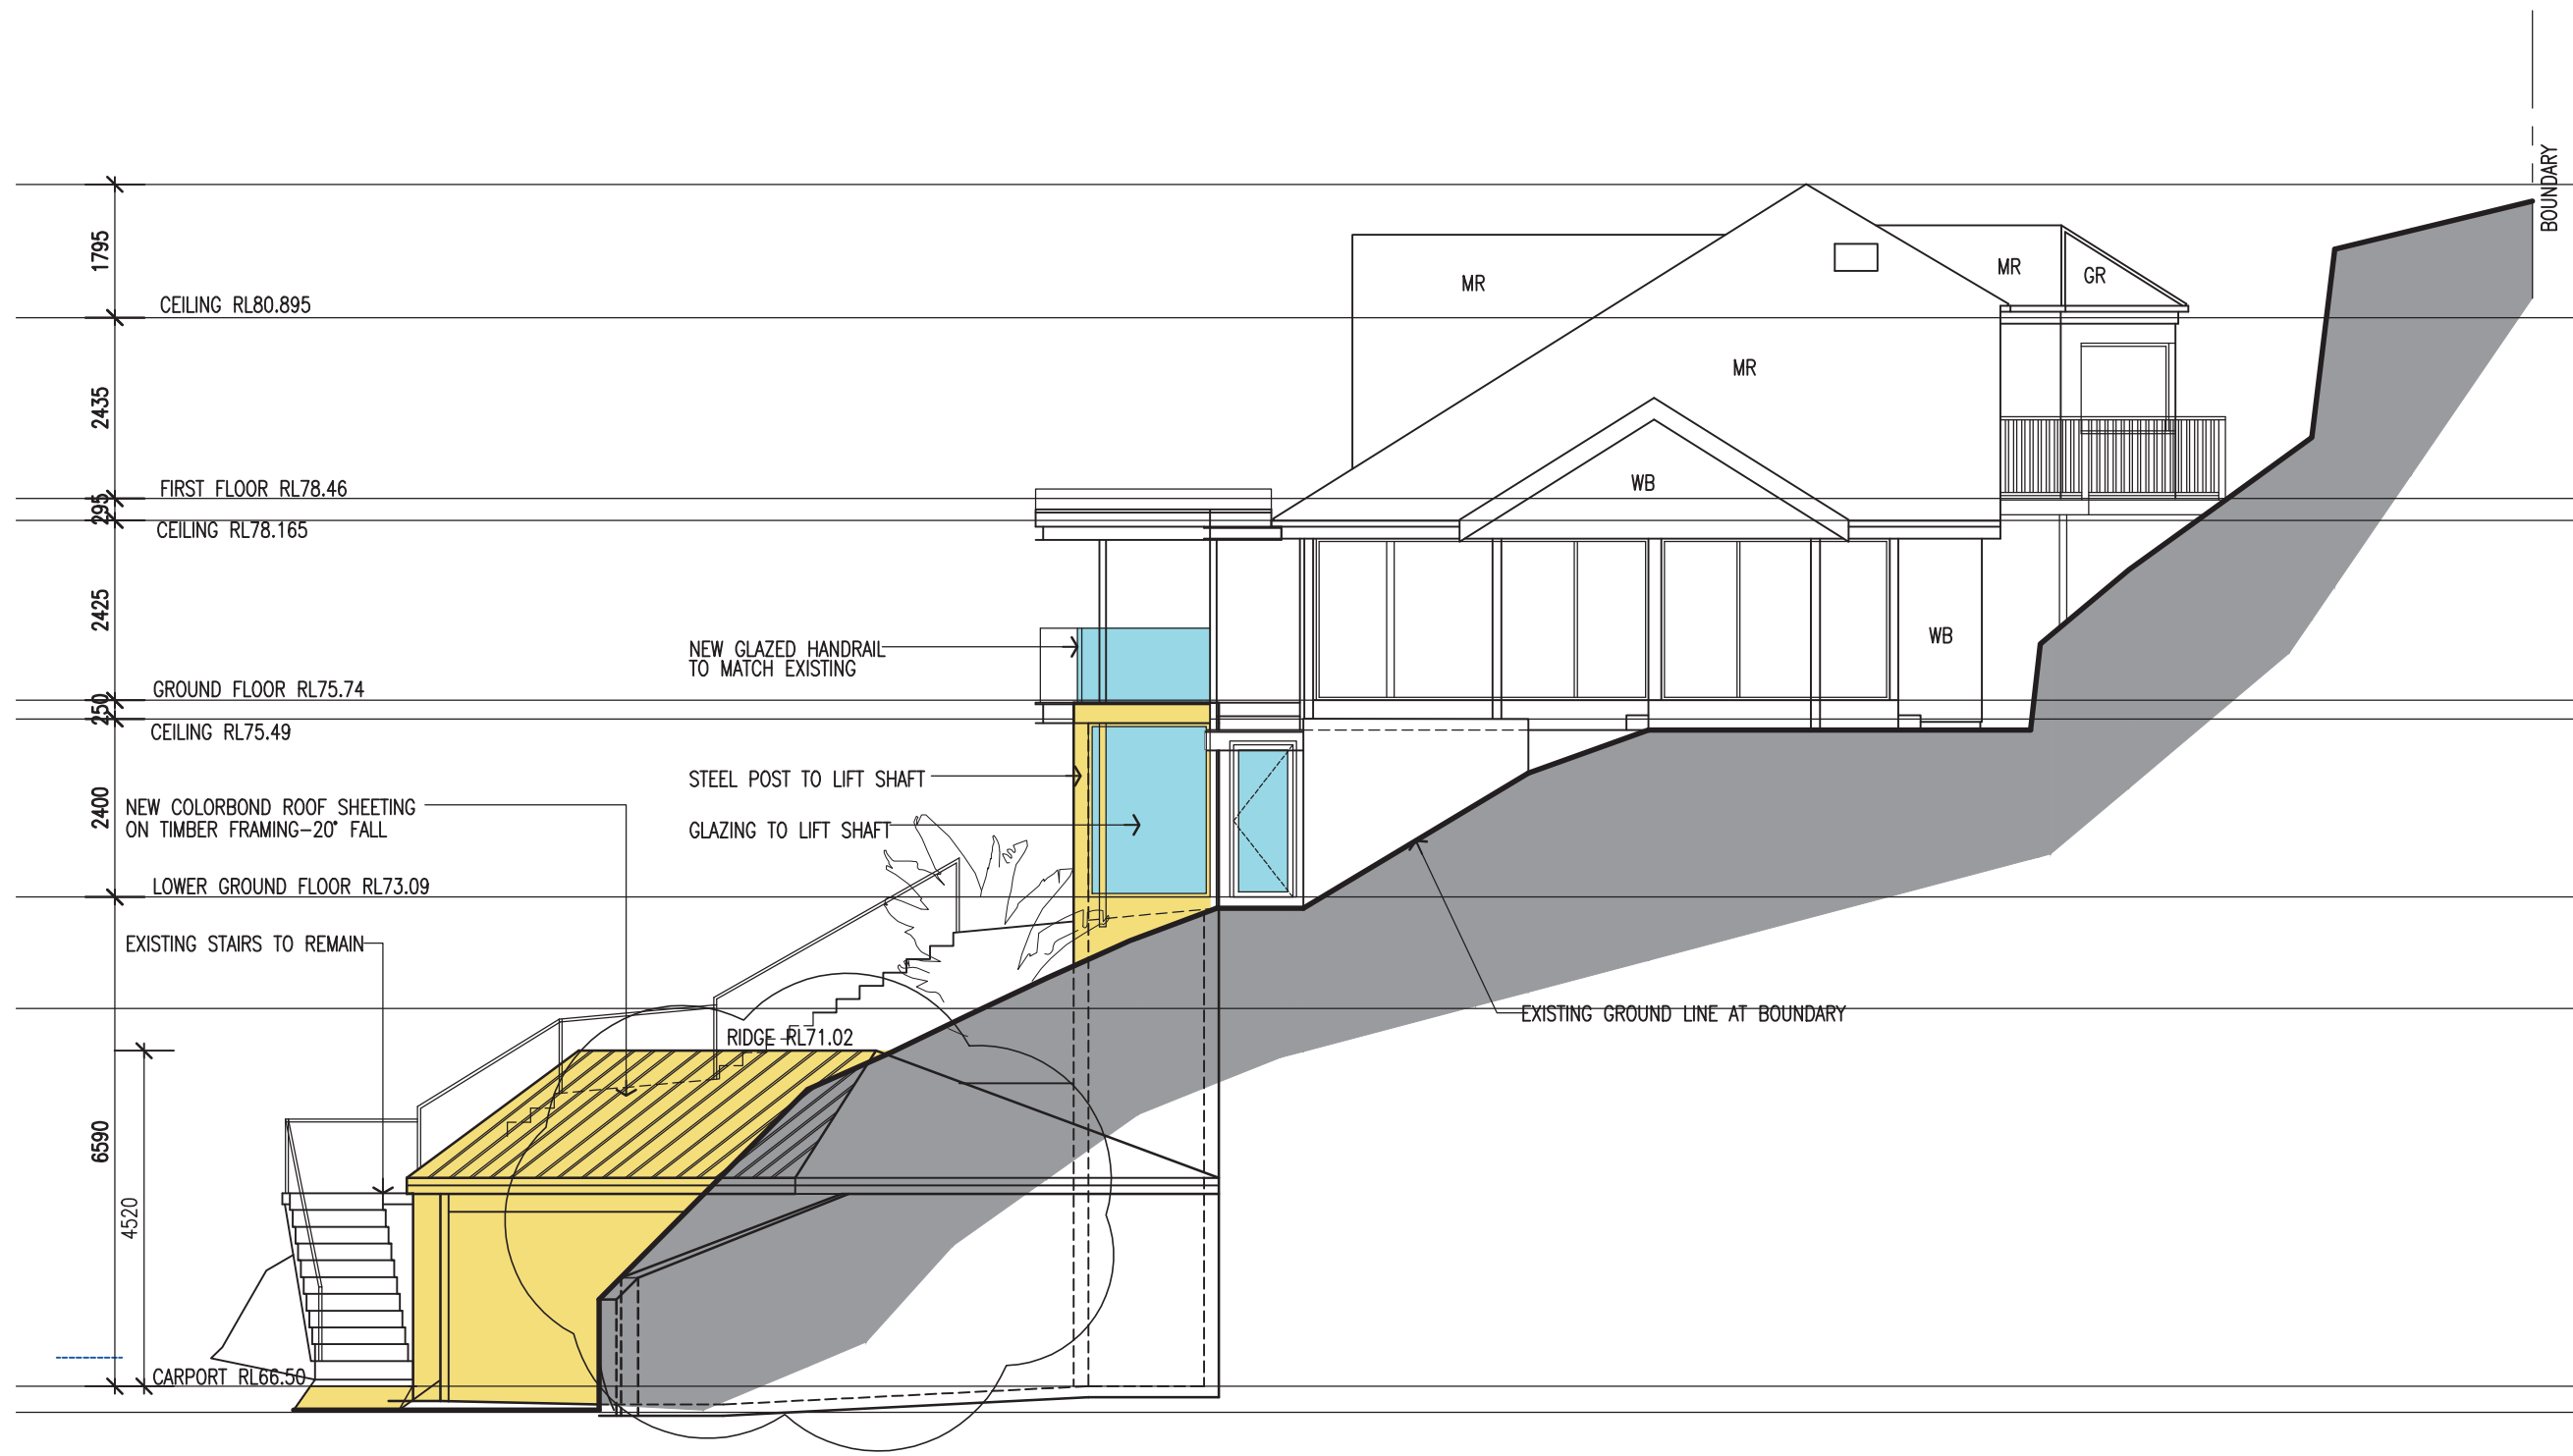 BOUNDARY
1795
CEILING RL80.895
MR
MR
GR
2435
MR
FIRST FLOOR RL78.46
WB
295
CEILING RL78.165
2425
NEW GLAZED HANDRAIL
TO MATCH EXISTING
WB
GROUND FLOOR RL75.74
250
CEILING RL75.49
STEEL POST TO LIFT SHAFT
2400
NEW COLORBOND ROOF SHEETING
ON TIMBER FRAMING-20° FALL
GLAZING TO LIFT SHAFT
LOWER GROUND FLOOR RL73.09
EXISTING STAIRS TO REMAIN
EXISTING GROUND LINE AT BOUNDARY
RIDGE RL71.02
6590
4520
CARPORT RL66.50